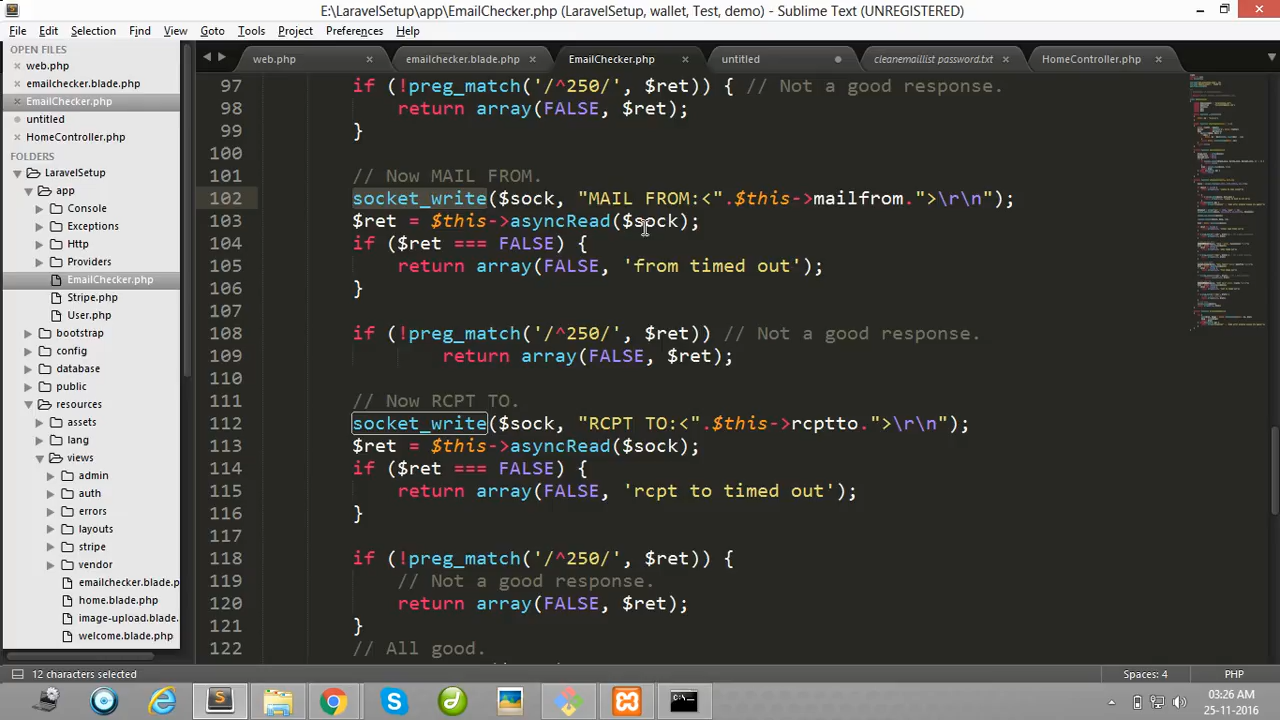 E:\LaravelSetup\app\EmailChecker.php (LaravelSetup, wallet, Test, demo) - Sublime Text (UNREGISTERED)
File Edit Selection Find View Goto Tools Project Preferences Help
OPEN FILES
web.php
emailchecker.blade.php
EmailChecker.php
untitled
HomeController.php
FOLDERS
LaravelSetup
app
Console
Exceptions
Http
Providers
EmailChecker.php
Stripe.php
User.php
bootstrap
config
database
public
resources
assets
lang
views
admin
auth
errors
layouts
stripe
vendor
emailchecker.blade.p
home.blade.php
image-upload.blade.
welcome.blade.php
web.php emailchecker.blade.php EmailChecker.php untitled cleanemaillist password.txt HomeController.php
97 if (!preg_match('/^250/', $ret)) { // Not a good response.
98 return array(FALSE, $ret);
99 }
100
101 // Now MAIL FROM.
102 socket_write($sock, "MAIL FROM:<".$this->mailfrom.">\r\n");
103 $ret = $this->asyncRead($sock);
104 if ($ret === FALSE) {
105 return array(FALSE, 'from timed out');
106 }
107
108 if (!preg_match('/^250/', $ret)) // Not a good response.
109 return array(FALSE, $ret);
110
111 // Now RCPT TO.
112 socket_write($sock, "RCPT TO:<".$this->rcptto.">\r\n");
113 $ret = $this->asyncRead($sock);
114 if ($ret === FALSE) {
115 return array(FALSE, 'rcpt to timed out');
116 }
117
118 if (!preg_match('/^250/', $ret)) {
119 // Not a good response.
120 return array(FALSE, $ret);
121 }
122 // All good.
12 characters selected
Spaces: 4
PHP
03:26 AM
25-11-2016